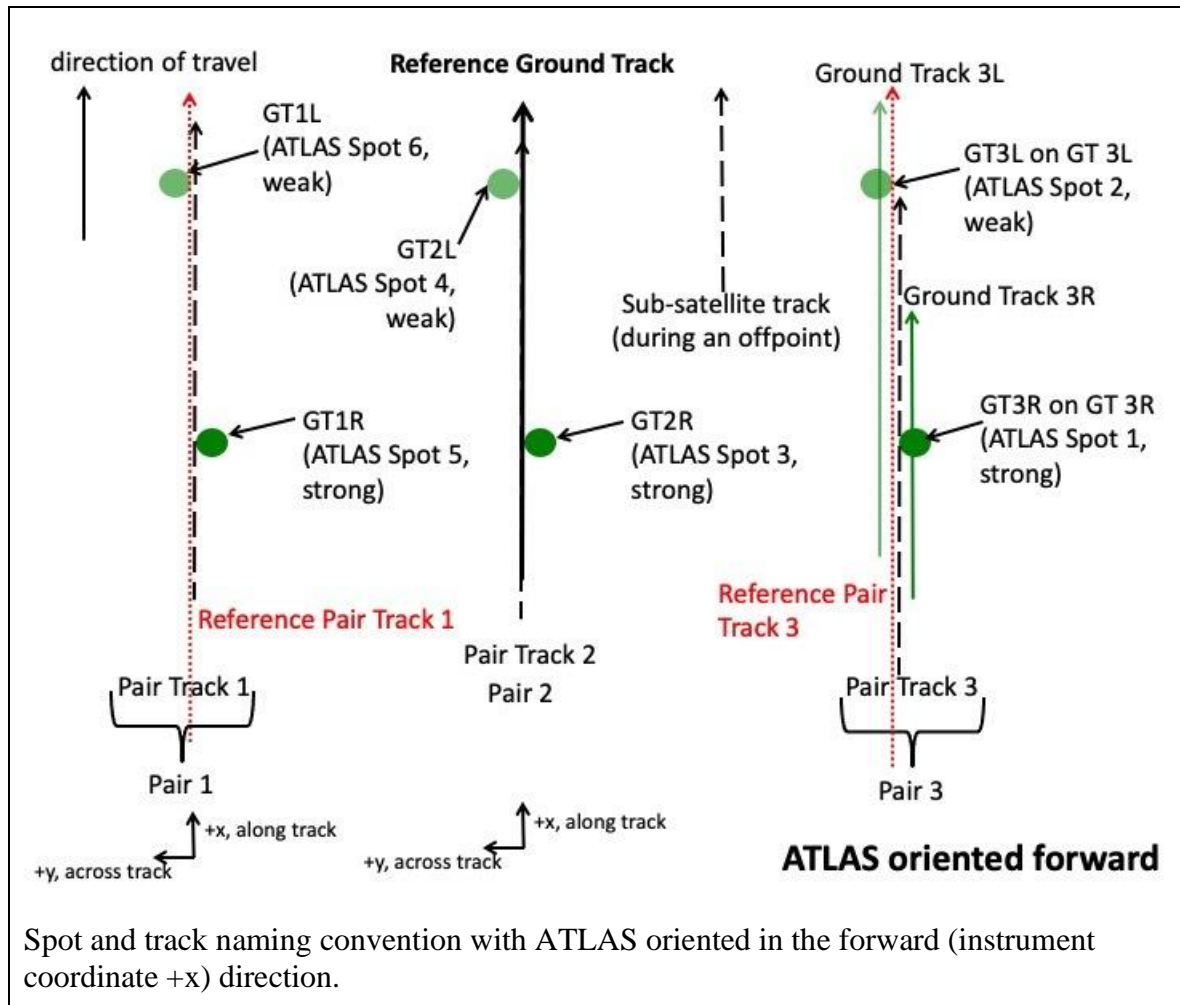 direction of travel
Reference Ground Track
Ground Track 3L
GT1L
(ATLAS Spot 6,
weak)
GT3L on GT 3L
(ATLAS Spot 2,
weak)
GT2L
(ATLAS Spot 4,
weak)
Sub-satellite track
(during an offpoint)
Ground Track 3R
GT1R
(ATLAS Spot 5,
strong)
GT2R
(ATLAS Spot 3,
strong)
GT3R on GT 3R
(ATLAS Spot 1,
strong)
Reference Pair Track 1
Reference Pair
Track 3
Pair Track 1
Pair Track 2
Pair 2
Pair Track 3
Pair 1
Pair 3
+x, along track
+y, across track
+x, along track
+y, across track
ATLAS oriented forward
Spot and track naming convention with ATLAS oriented in the forward (instrument
coordinate +x) direction.